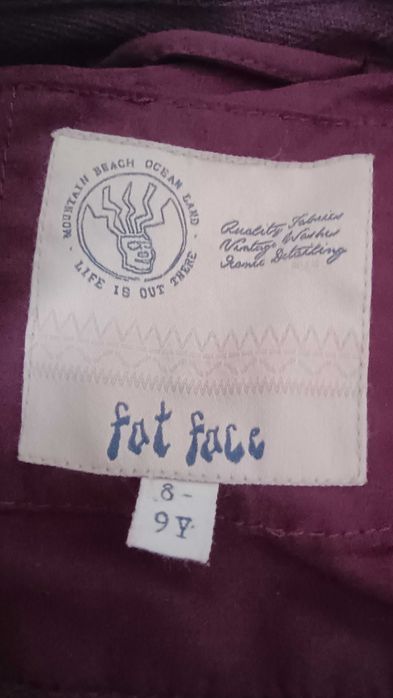 · MOUNTAIN BEACH OCEAN LAND ·
LIFE IS OUT THERE
Quality Fabrics
Vintage Washes
Iconic Detailing
fat face
8-
9Y